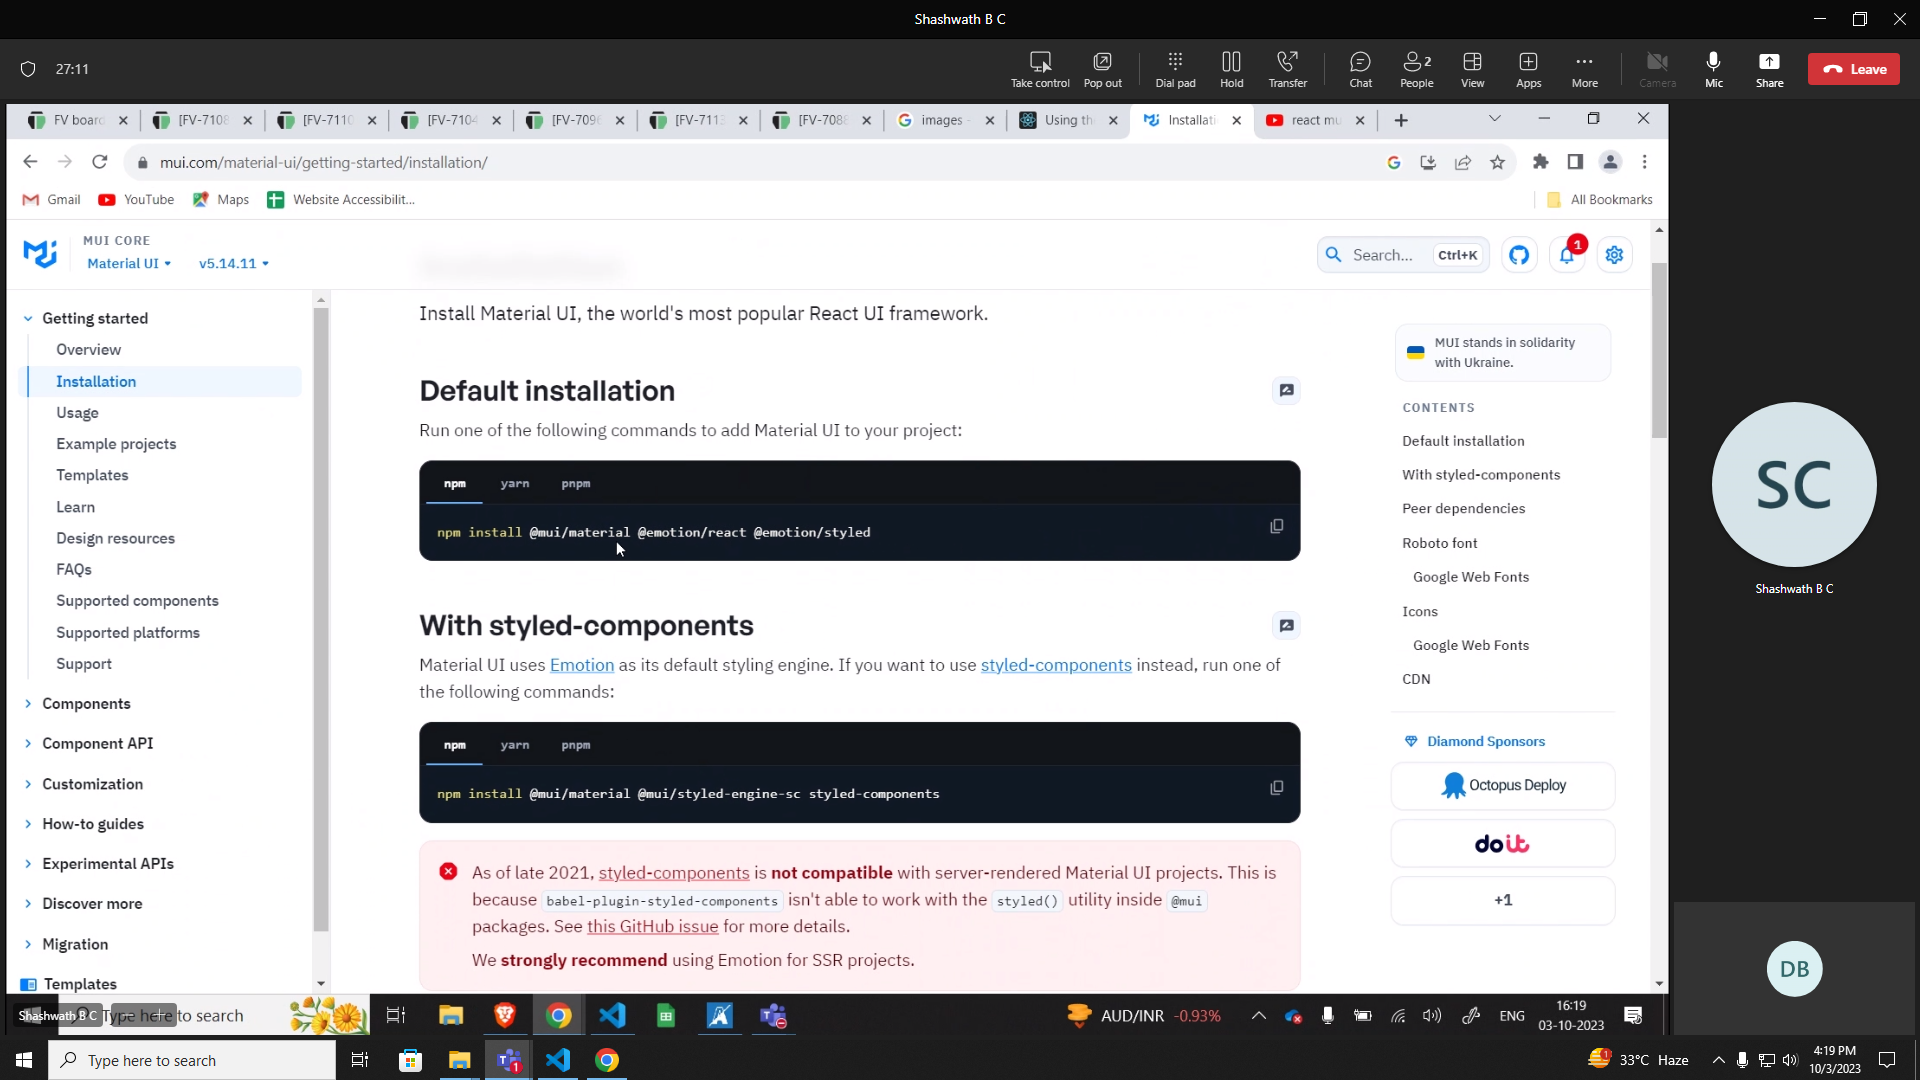 Shashwath B C
27:11
Take control
Pop out
Dial pad
Hold
Transfer
Chat
2
People
View
Apps
More
Camera
Mic
Share
Leave
FV board
[FV-7108
[FV-7110
[FV-7104
[FV-7096
[FV-7113
[FV-7088
images -
Using th
Installati
react mu
mui.com/material-ui/getting-started/installation/
Gmail
YouTube
Maps
Website Accessibilit...
All Bookmarks
MUI CORE
Material UI
v5.14.11
Search...
Ctrl+K
1
Getting started
Overview
Installation
Usage
Example projects
Templates
Learn
Design resources
FAQs
Supported components
Supported platforms
Support
Components
Component API
Customization
How-to guides
Experimental APIs
Discover more
Migration
Templates
Install Material UI, the world's most popular React UI framework.
Default installation
Run one of the following commands to add Material UI to your project:
npm yarn pnpm
npm install @mui/material @emotion/react @emotion/styled
With styled-components
Material UI uses Emotion as its default styling engine. If you want to use styled-components instead, run one of
the following commands:
npm yarn pnpm
npm install @mui/material @mui/styled-engine-sc styled-components
As of late 2021, styled-components is not compatible with server-rendered Material UI projects. This is
because babel-plugin-styled-components isn't able to work with the styled() utility inside @mui
packages. See this GitHub issue for more details.
We strongly recommend using Emotion for SSR projects.
MUI stands in solidarity
with Ukraine.
CONTENTS
Default installation
With styled-components
Peer dependencies
Roboto font
Google Web Fonts
Icons
Google Web Fonts
CDN
Diamond Sponsors
Octopus Deploy
doit
+1
SC
Shashwath B C
DB
Shashwath B C
Type here to search
AUD/INR -0.93%
ENG
16:19
03-10-2023
Type here to search
1
1
33°C Haze
4:19 PM
10/3/2023